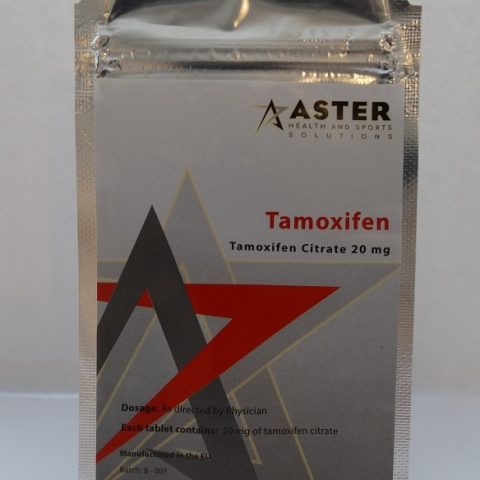 ASTER
HEALTH AND SPORTS
SOLUTIONS
Tamoxifen
Tamoxifen Citrate 20 mg
Dosage: As directed by Physician
Each tablet contains: 20 mg of tamoxifen citrate
Manufactured in the EU
Batch: B - 007